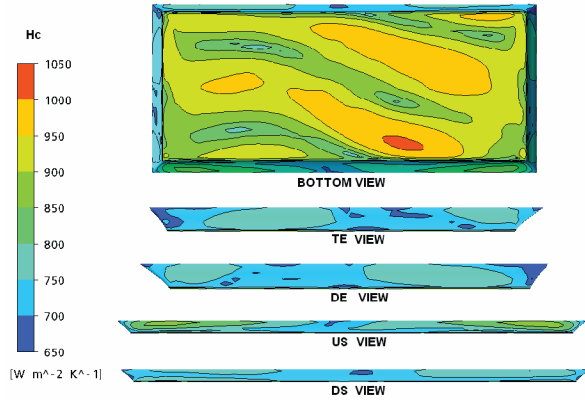 Hc
1050
1000
950
900
850
800
750
700
650
[W m^-2 K^-1]
BOTTOM VIEW
TE VIEW
DE VIEW
US VIEW
DS VIEW